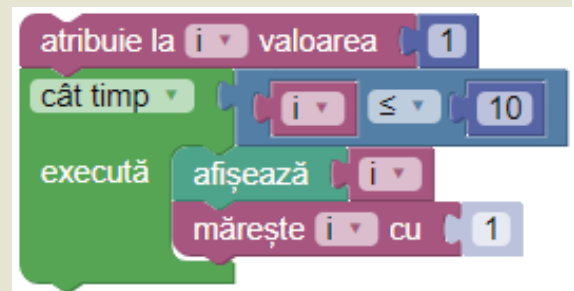 atribuie la i valoarea 1
cât timp i ≤ 10
execută afișează i
mărește i cu 1